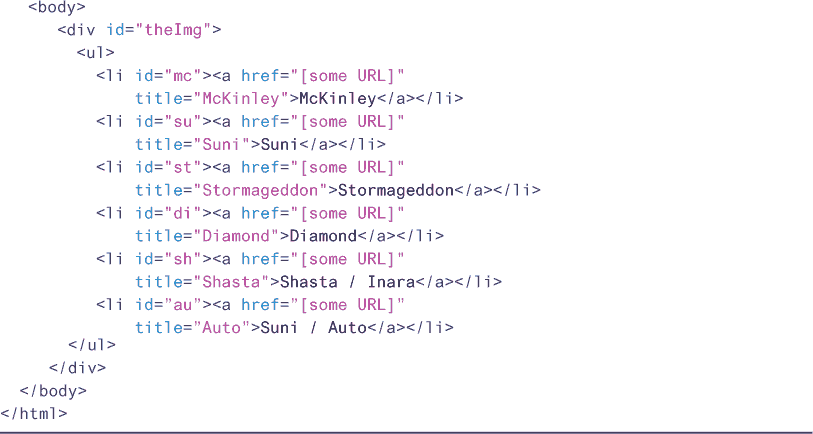 <body>
<div id="theImg">
<ul>
<li id="mc"><a href="[some URL]"
title="McKinley">McKinley</a></li>
<li id="su"><a href="[some URL]"
title="Suni">Suni</a></li>
<li id="st"><a href="[some URL]"
title="Stormageddon">Stormageddon</a></li>
<li id="di"><a href="[some URL]"
title="Diamond">Diamond</a></li>
<li id="sh"><a href="[some URL]"
title="Shasta">Shasta / Inara</a></li>
<li id=”au”><a href=”[some URL]"
title=”Auto">Suni / Auto</a></li>
</ul>
</div>
</body>
</html>